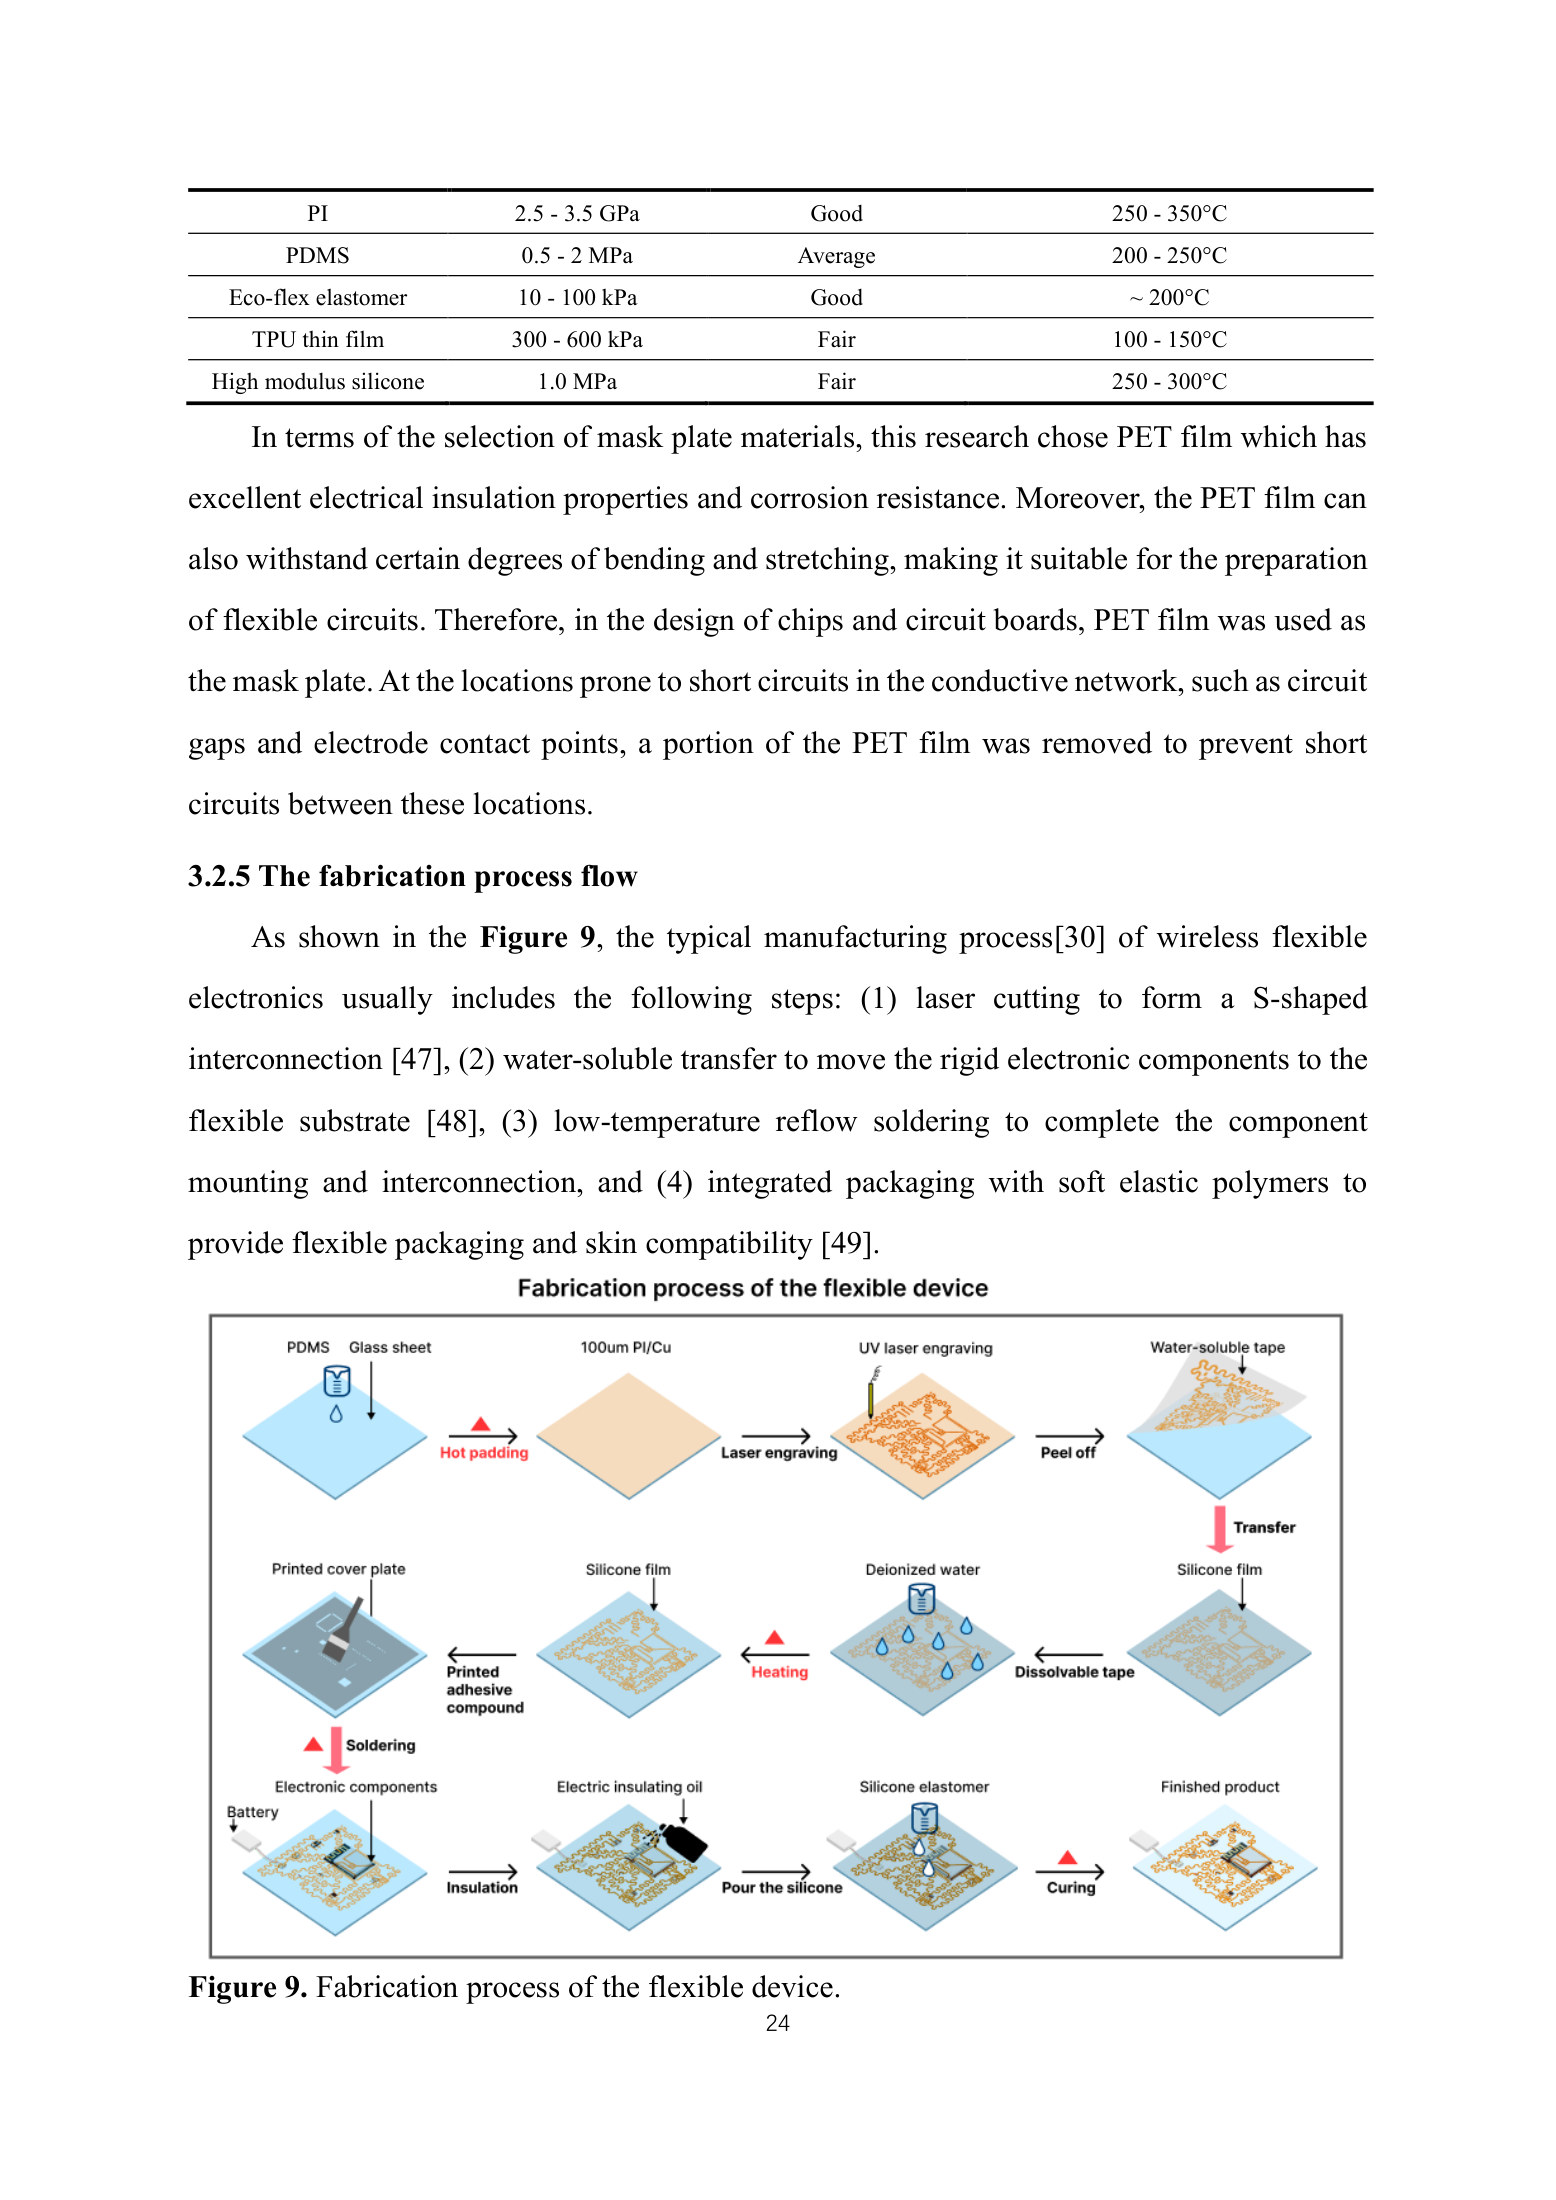 PI 2.5 - 3.5 GPa Good 250 - 350°C
PDMS 0.5 - 2 MPa Average 200 - 250°C
Eco-flex elastomer 10 - 100 kPa Good ~ 200°C
TPU thin film 300 - 600 kPa Fair 100 - 150°C
High modulus silicone 1.0 MPa Fair 250 - 300°C
In terms of the selection of mask plate materials, this research chose PET film which has
excellent electrical insulation properties and corrosion resistance. Moreover, the PET film can
also withstand certain degrees of bending and stretching, making it suitable for the preparation
of flexible circuits. Therefore, in the design of chips and circuit boards, PET film was used as
the mask plate. At the locations prone to short circuits in the conductive network, such as circuit
gaps and electrode contact points, a portion of the PET film was removed to prevent short
circuits between these locations.
3.2.5 The fabrication process flow
As shown in the Figure 9, the typical manufacturing process[30] of wireless flexible
electronics usually includes the following steps: (1) laser cutting to form a S-shaped
interconnection [47], (2) water-soluble transfer to move the rigid electronic components to the
flexible substrate [48], (3) low-temperature reflow soldering to complete the component
mounting and interconnection, and (4) integrated packaging with soft elastic polymers to
provide flexible packaging and skin compatibility [49].
Fabrication process of the flexible device
PDMS Glass sheet 100um PI/Cu UV laser engraving Water-soluble tape
Hot padding Laser engraving Peel off
Transfer
Printed cover plate Silicone film Deionized water Silicone film
Printed
adhesive
compound
Heating Dissolvable tape
Soldering
Electronic components Electric insulating oil Silicone elastomer Finished product
Battery
Insulation Pour the silicone Curing
Figure 9. Fabrication process of the flexible device.
24